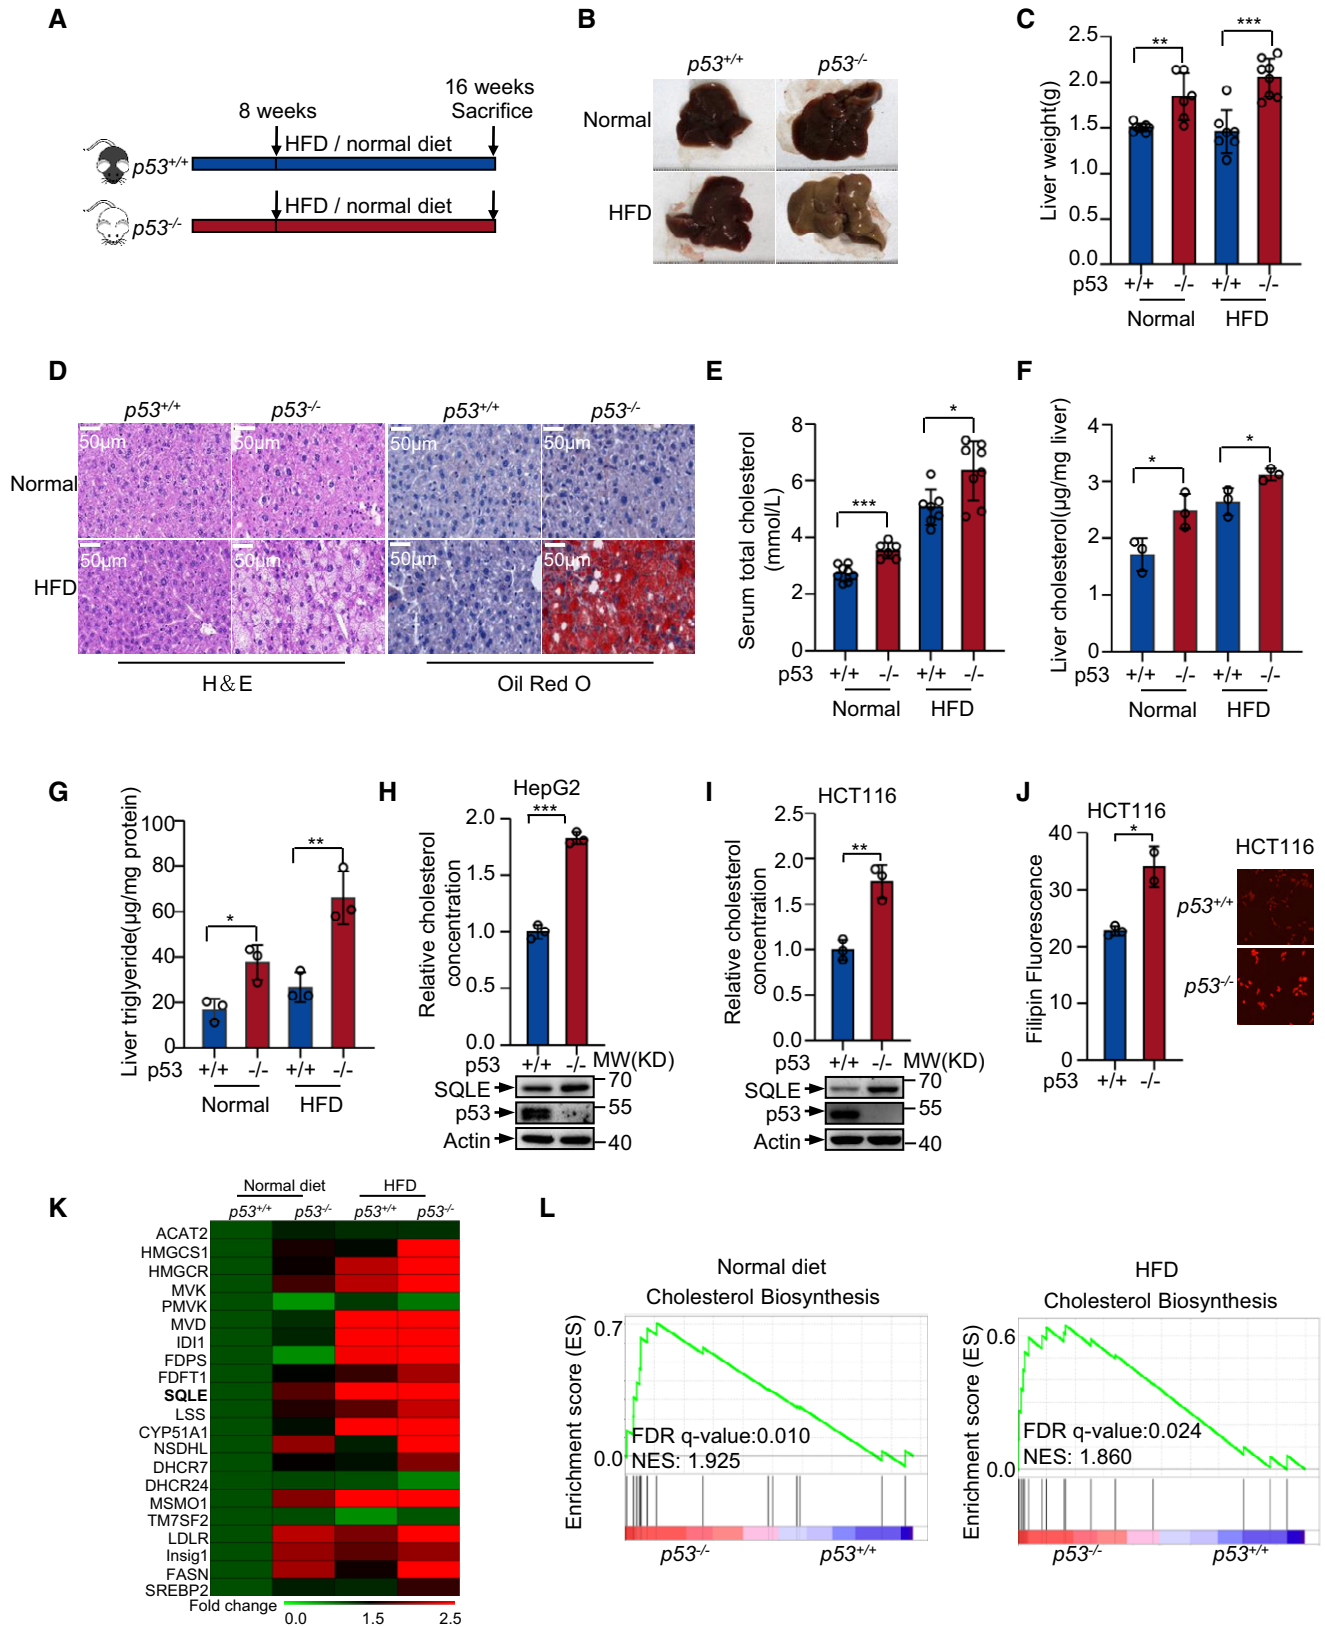 A
8 weeks
16 weeks
Sacrifice
p53+/+
HFD / normal diet
p53-/-
HFD / normal diet
B
p53+/+
p53-/-
Normal
HFD
C
Liver weight(g)
2.5
2.0
1.5
1.0
0.5
0.0
**
***
p53 +/+ -/- +/+ -/-
Normal HFD
D
p53+/+ p53-/- p53+/+ p53-/-
Normal
50µm 50µm 50µm 50µm
HFD
50µm 50µm 50µm 50µm
H&E
Oil Red O
E
Serum total cholesterol
(mmol/L)
8
6
4
2
0
***
*
p53 +/+ -/- +/+ -/-
Normal HFD
F
Liver cholesterol(µg/mg liver)
4
3
2
1
0
*
*
p53 +/+ -/- +/+ -/-
Normal HFD
G
Liver triglyceride(µg/mg protein)
100
80
60
40
20
0
*
**
p53 +/+ -/- +/+ -/-
Normal HFD
H
HepG2
Relative cholesterol
concentration
2.0
1.5
1.0
0.5
0.0
***
p53 +/+ -/- MW(KD)
SQLE 70
p53 55
Actin 40
I
HCT116
Relative cholesterol
concentration
2.5
2.0
1.5
1.0
0.5
0.0
**
p53 +/+ -/- MW(KD)
SQLE 70
p53 55
Actin 40
J
HCT116
Filipin Fluorescence
40
30
20
10
0
*
p53 +/+ -/-
HCT116
p53+/+
p53-/-
K
Normal diet HFD
p53+/+ p53-/- p53+/+ p53-/-
ACAT2
HMGCS1
HMGCR
MVK
PMVK
MVD
IDI1
FDPS
FDFT1
SQLE
LSS
CYP51A1
NSDHL
DHCR7
DHCR24
MSMO1
TM7SF2
LDLR
Insig1
FASN
SREBP2
Fold change
0.0 1.5 2.5
L
Normal diet
Cholesterol Biosynthesis
Enrichment score (ES)
0.7
0.0
FDR q-value:0.010
NES: 1.925
p53-/- p53+/+
HFD
Cholesterol Biosynthesis
Enrichment score (ES)
0.6
0.0
FDR q-value:0.024
NES: 1.860
p53-/- p53+/+